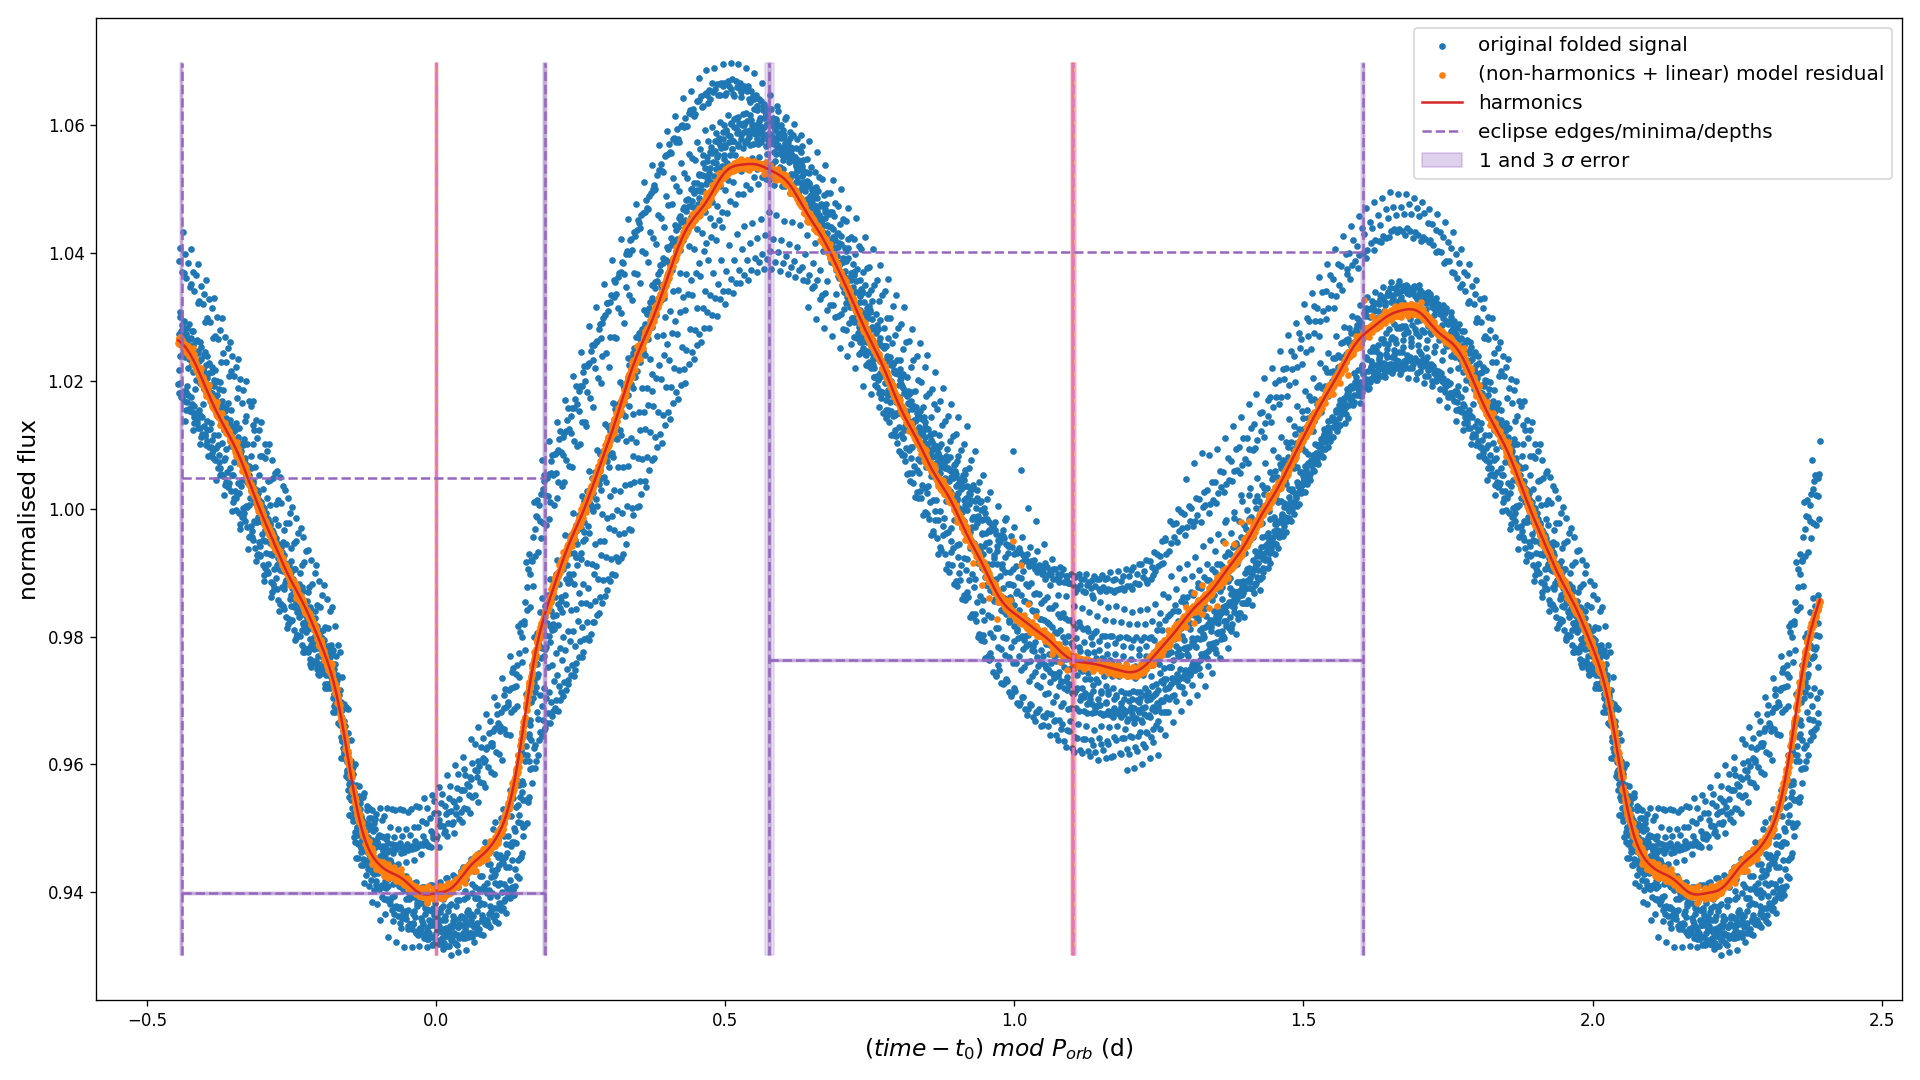 original folded signal
(non-harmonics + linear) model residual
harmonics
eclipse edges/minima/depths
1 and 3 σ error
normalised flux
1.06
1.04
1.02
1.00
0.98
0.96
0.94
−0.5 0.0 0.5 1.0 1.5 2.0 2.5
(time − t₀) mod P_orb (d)